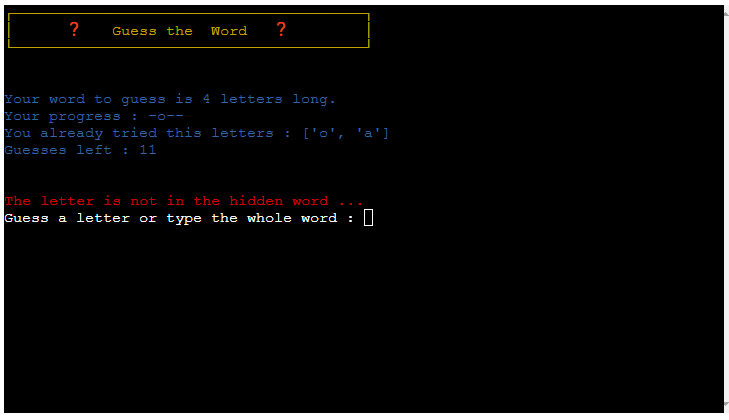 ❓ Guess the Word ❓
Your word to guess is 4 letters long.
Your progress : -o--
You already tried this letters : ['o', 'a']
Guesses left : 11
The letter is not in the hidden word ...
Guess a letter or type the whole word :